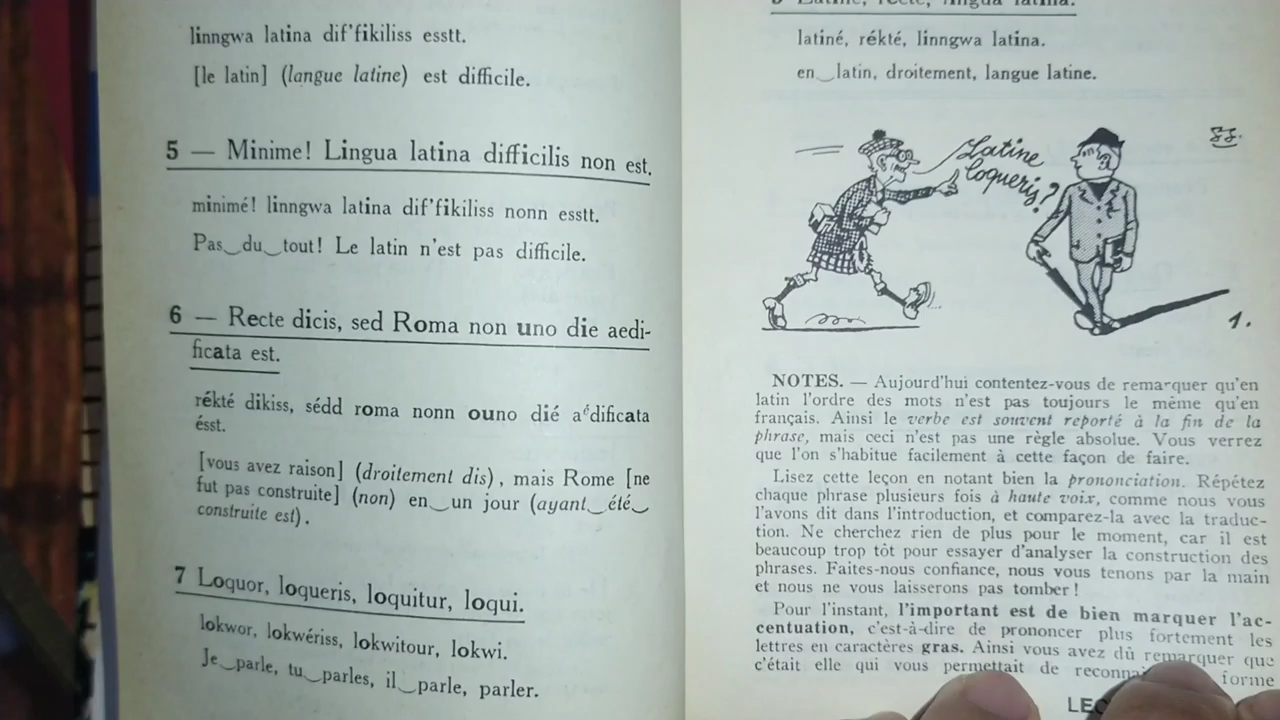 linngwa latina dif'fikiliss esstt.
[le latin] (langue latine) est difficile.
5 — Minime! Lingua latina difficilis non est.
minimé! linngwa latina dif'fikiliss nonn esstt.
Pas‿du‿tout! Le latin n'est pas difficile.
6 — Recte dicis, sed Roma non uno die aedi-
ficata est.
rékté dikiss, sédd roma nonn ouno dié aédificata
ésst.
[vous avez raison] (droitement dis), mais Rome [ne
fut pas construite] (non) en‿un jour (ayant‿été‿
construite est).
7 Loquor, loqueris, loquitur, loqui.
lokwor, lokwériss, lokwitour, lokwi.
Je‿parle, tu‿parles, il‿parle, parler.
latiné, rékté, linngwa latina.
en‿latin, droitement, langue latine.
Latine
loqueris?
1.
NOTES. — Aujourd'hui contentez-vous de remarquer qu'en
latin l'ordre des mots n'est pas toujours le même qu'en
français. Ainsi le verbe est souvent reporté à la fin de la
phrase, mais ceci n'est pas une règle absolue. Vous verrez
que l'on s'habitue facilement à cette façon de faire.
Lisez cette leçon en notant bien la prononciation. Répétez
chaque phrase plusieurs fois à haute voix, comme nous vous
l'avons dit dans l'introduction, et comparez-la avec la traduc-
tion. Ne cherchez rien de plus pour le moment, car il est
beaucoup trop tôt pour essayer d'analyser la construction des
phrases. Faites-nous confiance, nous vous tenons par la main
et nous ne vous laisserons pas tomber !
Pour l'instant, l'important est de bien marquer l'ac-
centuation, c'est-à-dire de prononcer plus fortement les
lettres en caractères gras. Ainsi vous avez dû remarquer que
c'était elle qui vous permettait de forme